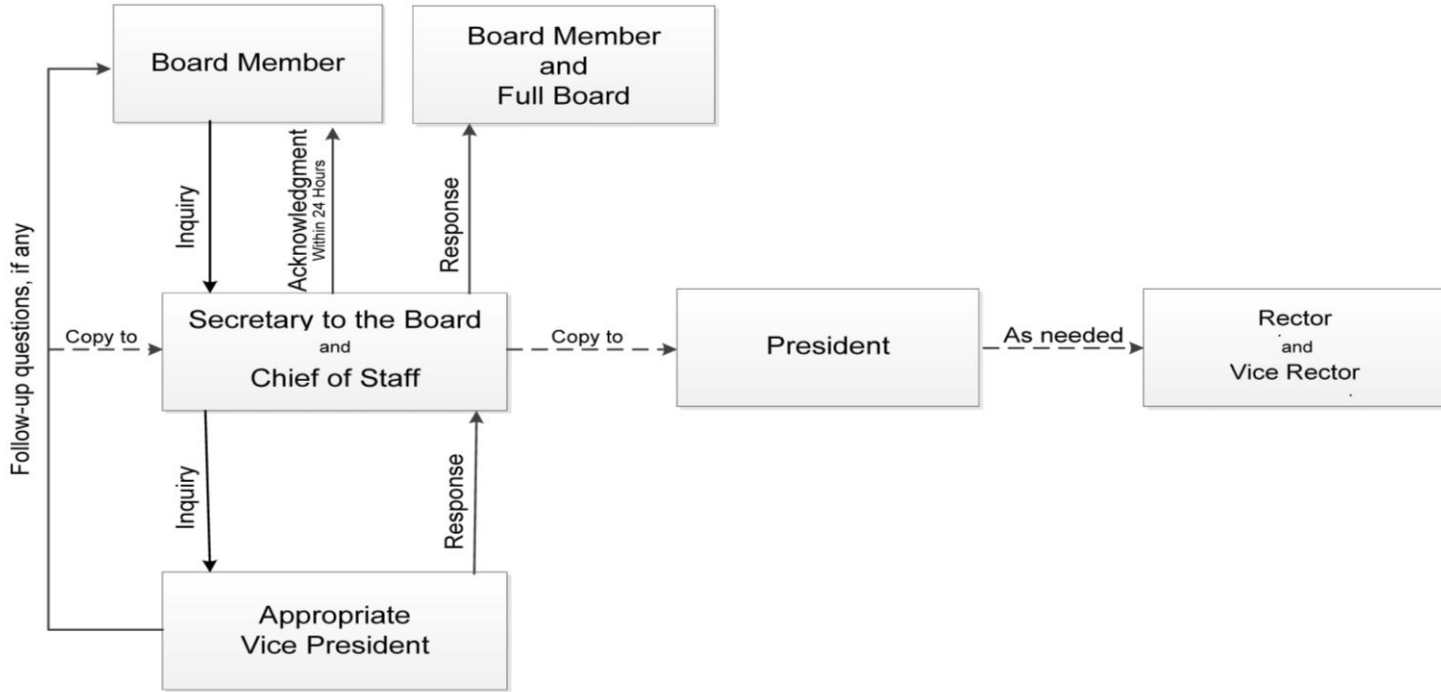 Board Member
Board Member
and
Full Board
Inquiry
Acknowledgment
Within 24 Hours
Response
Follow-up questions, if any
Copy to
Secretary to the Board
and
Chief of Staff
Copy to
President
As needed
Rector
and
Vice Rector
Inquiry
Response
Appropriate
Vice President